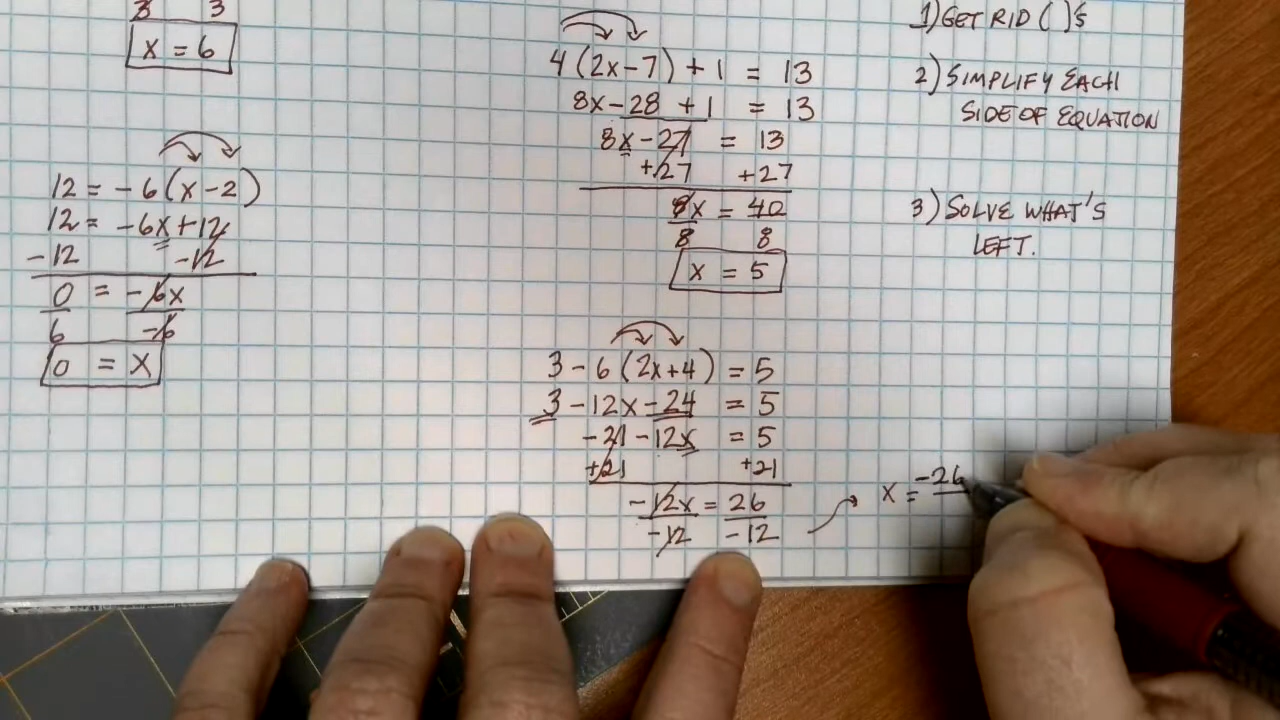 3 3
x = 6
12 = -6(x-2)
12 = -6x+12
-12 -12
0 = -6x
6 -6
0 = x
4(2x-7)+1 = 13
8x-28+1 = 13
8x-27 = 13
+27 +27
8x = 40
8 8
x = 5
3-6(2x+4) = 5
3-12x-24 = 5
-21-12x = 5
+21 +21
-12x = 26
-12 -12
x = -26
1) GET RID ( )S
2) SIMPLIFY EACH
SIDE OF EQUATION
3) SOLVE WHAT'S
LEFT.